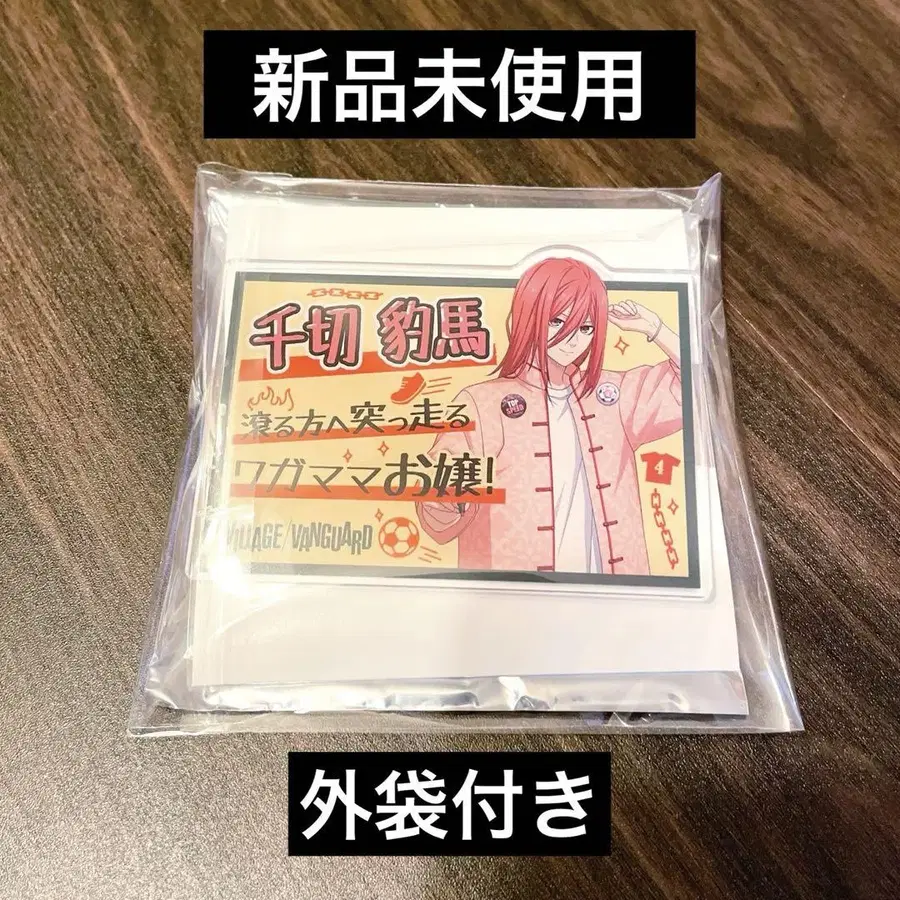 新品未使用
千切 豹馬
滾る方へ突っ走る
ワガママお嬢!
VILLAGE/VANGUARD
TOP SPEED
4
外袋付き